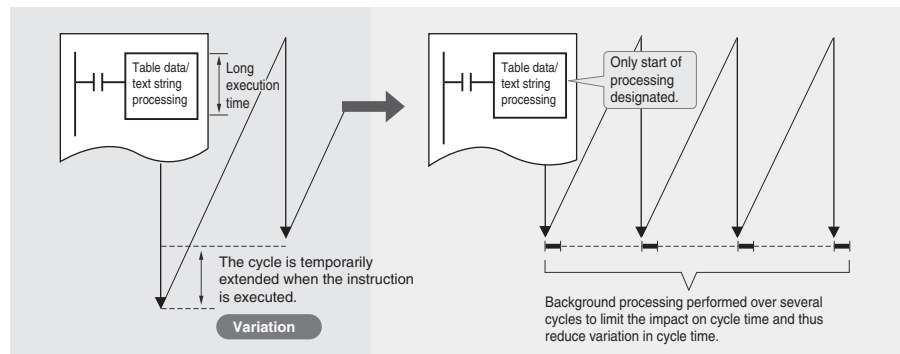 Table data/
text string
processing
Long
execution
time
The cycle is temporarily
extended when the instruction
is executed.
Variation
Table data/
text string
processing
Only start of
processing
designated.
Background processing performed over several
cycles to limit the impact on cycle time and thus
reduce variation in cycle time.